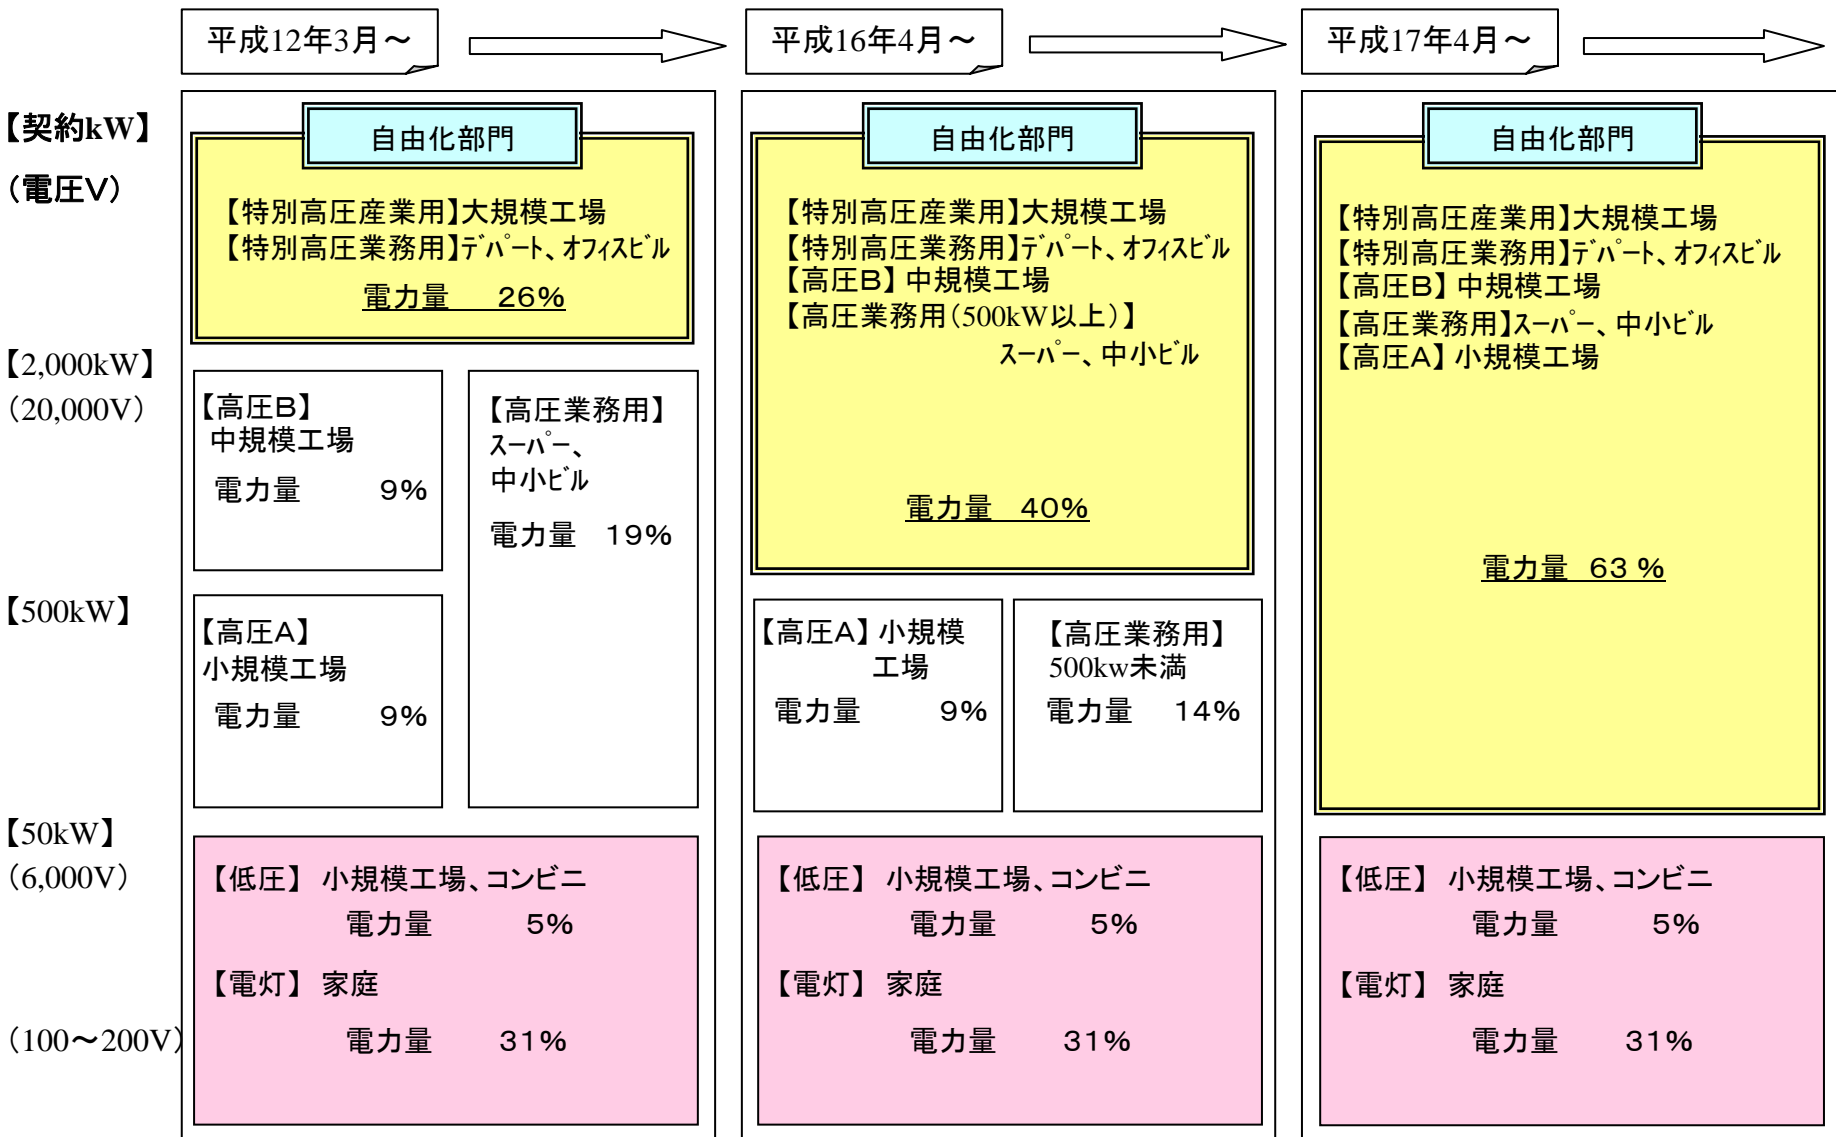 平成12年3月～
平成16年4月～
平成17年4月～
【契約kW】
（電圧V）
【2,000kW】
（20,000V）
【500kW】
【50kW】
（6,000V）
（100～200V）
自由化部門
【特別高圧産業用】大規模工場
【特別高圧業務用】ﾃﾞﾊﾟｰﾄ、ｵﾌｨｽﾋﾞﾙ
電力量　26%
【高圧B】
中規模工場
電力量　9%
【高圧業務用】
ｽｰﾊﾟｰ、
中小ﾋﾞﾙ
電力量　19%
【高圧A】
小規模工場
電力量　9%
【低圧】 小規模工場、コンビニ
電力量　5%
【電灯】 家庭
電力量　31%
自由化部門
【特別高圧産業用】大規模工場
【特別高圧業務用】ﾃﾞﾊﾟｰﾄ、ｵﾌｨｽﾋﾞﾙ
【高圧B】 中規模工場
【高圧業務用（500kW以上）】
ｽｰﾊﾟｰ、中小ﾋﾞﾙ
電力量　40%
【高圧A】 小規模
工場
電力量　9%
【高圧業務用】
500kw未満
電力量　14%
【低圧】 小規模工場、コンビニ
電力量　5%
【電灯】 家庭
電力量　31%
自由化部門
【特別高圧産業用】大規模工場
【特別高圧業務用】ﾃﾞﾊﾟｰﾄ、ｵﾌｨｽﾋﾞﾙ
【高圧B】 中規模工場
【高圧業務用】ｽｰﾊﾟｰ、中小ﾋﾞﾙ
【高圧A】 小規模工場
電力量　63 %
【低圧】 小規模工場、コンビニ
電力量　5%
【電灯】 家庭
電力量　31%